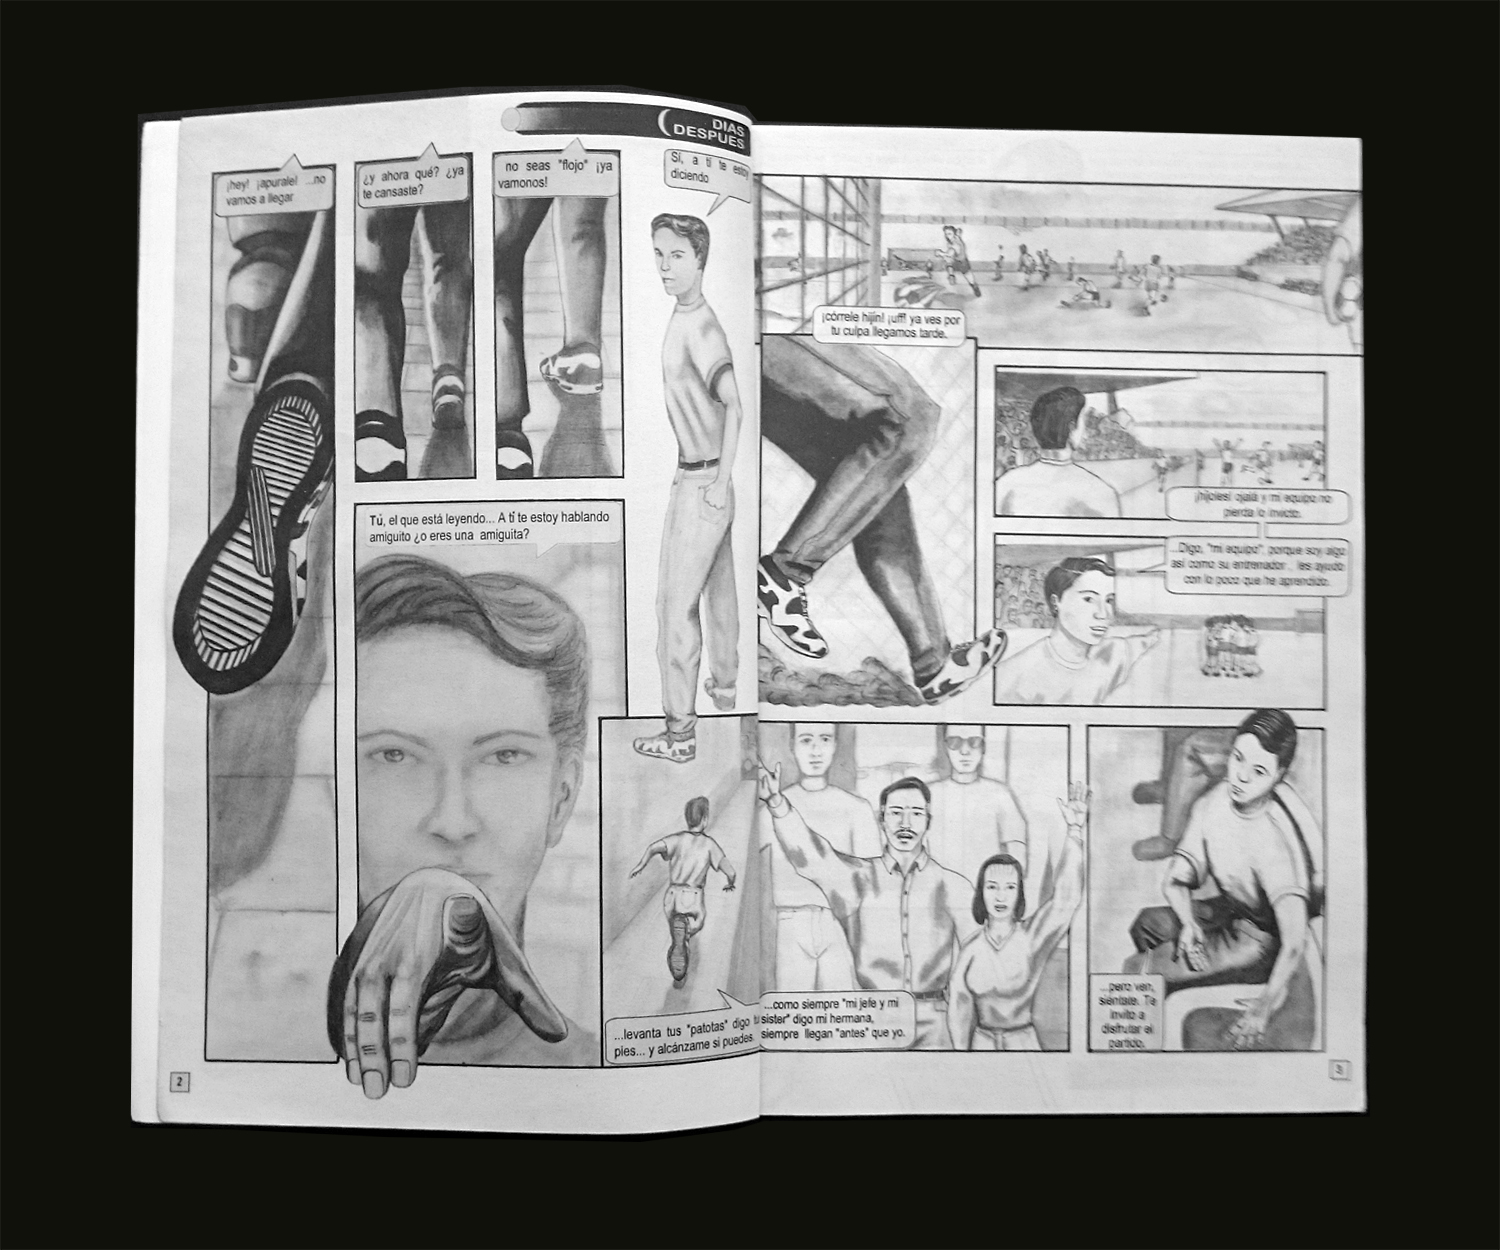 DIAS
DESPUES
¡hey! ¡apurale! ...no
vamos a llegar
¿y ahora qué? ¿ya
te cansaste?
no seas "flojo" ¡ya
vamonos!
Sí, a tí te estoy
diciendo
Tú, el que está leyendo... A tí te estoy hablando
amiguito ¿o eres una amiguita?
...levanta tus "patotas" digo tu
pies... y alcánzame si puedes.
2
¡córrele hijín! ¡uff! ya ves por
tu culpa llegamos tarde.
¡híjoles! ojalá y mi equipo no
pierda lo invicto.
...Digo, "mi equipo", porque soy algo
así como su entrenador.. les ayudo
con lo poco que he aprendido.
...como siempre "mi jefe y mi
sister" digo mi hermana,
siempre llegan "antes" que yo.
...pero ven,
siéntate. Te
invito a
disfrutar el
partido.
3